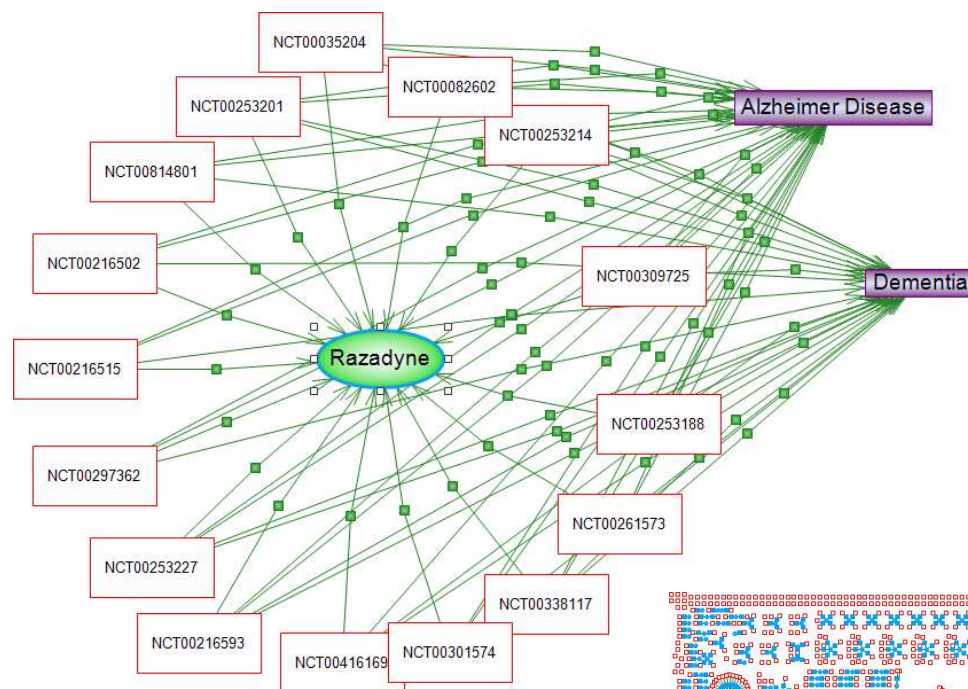 NCT00035204
NCT00082602
NCT00253201
Alzheimer Disease
NCT00253214
NCT00814801
NCT00216502
NCT00309725
Dementia
Razadyne
NCT00216515
NCT00253188
NCT00297362
NCT00261573
NCT00253227
NCT00338117
NCT00216593
NCT00301574
NCT00416169